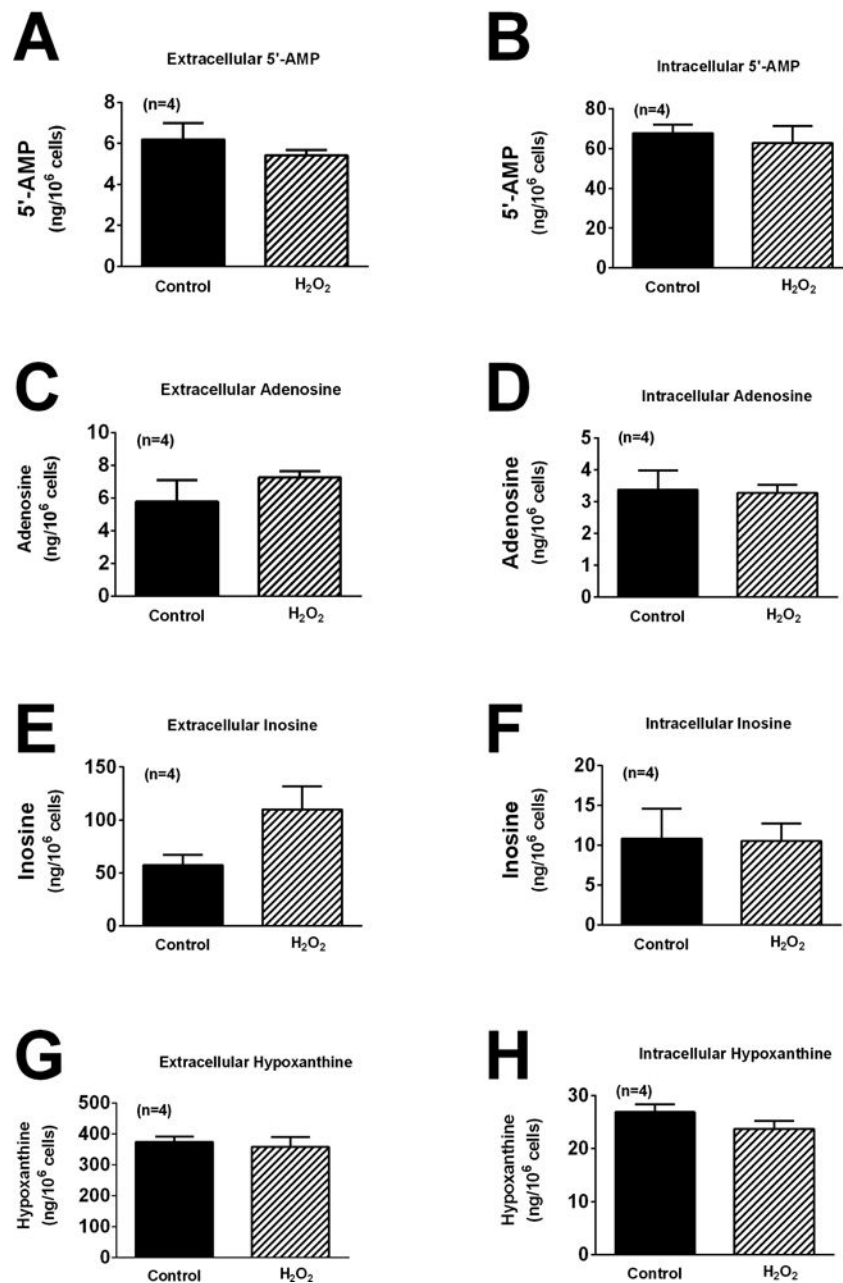 A
Extracellular 5'-AMP
(n=4)
5'-AMP
(ng/10⁶ cells)
8
6
4
2
0
Control
H₂O₂
B
Intracellular 5'-AMP
(n=4)
5'-AMP
(ng/10⁶ cells)
80
60
40
20
0
Control
H₂O₂
C
Extracellular Adenosine
(n=4)
Adenosine
(ng/10⁶ cells)
10
8
6
4
2
0
Control
H₂O₂
D
Intracellular Adenosine
(n=4)
Adenosine
(ng/10⁶ cells)
5
4
3
2
1
0
Control
H₂O₂
E
Extracellular Inosine
(n=4)
Inosine
(ng/10⁶ cells)
150
100
50
0
Control
H₂O₂
F
Intracellular Inosine
(n=4)
Inosine
(ng/10⁶ cells)
20
15
10
5
0
Control
H₂O₂
G
Extracellular Hypoxanthine
(n=4)
Hypoxanthine
(ng/10⁶ cells)
500
400
300
200
100
0
Control
H₂O₂
H
Intracellular Hypoxanthine
(n=4)
Hypoxanthine
(ng/10⁶ cells)
30
20
10
0
Control
H₂O₂